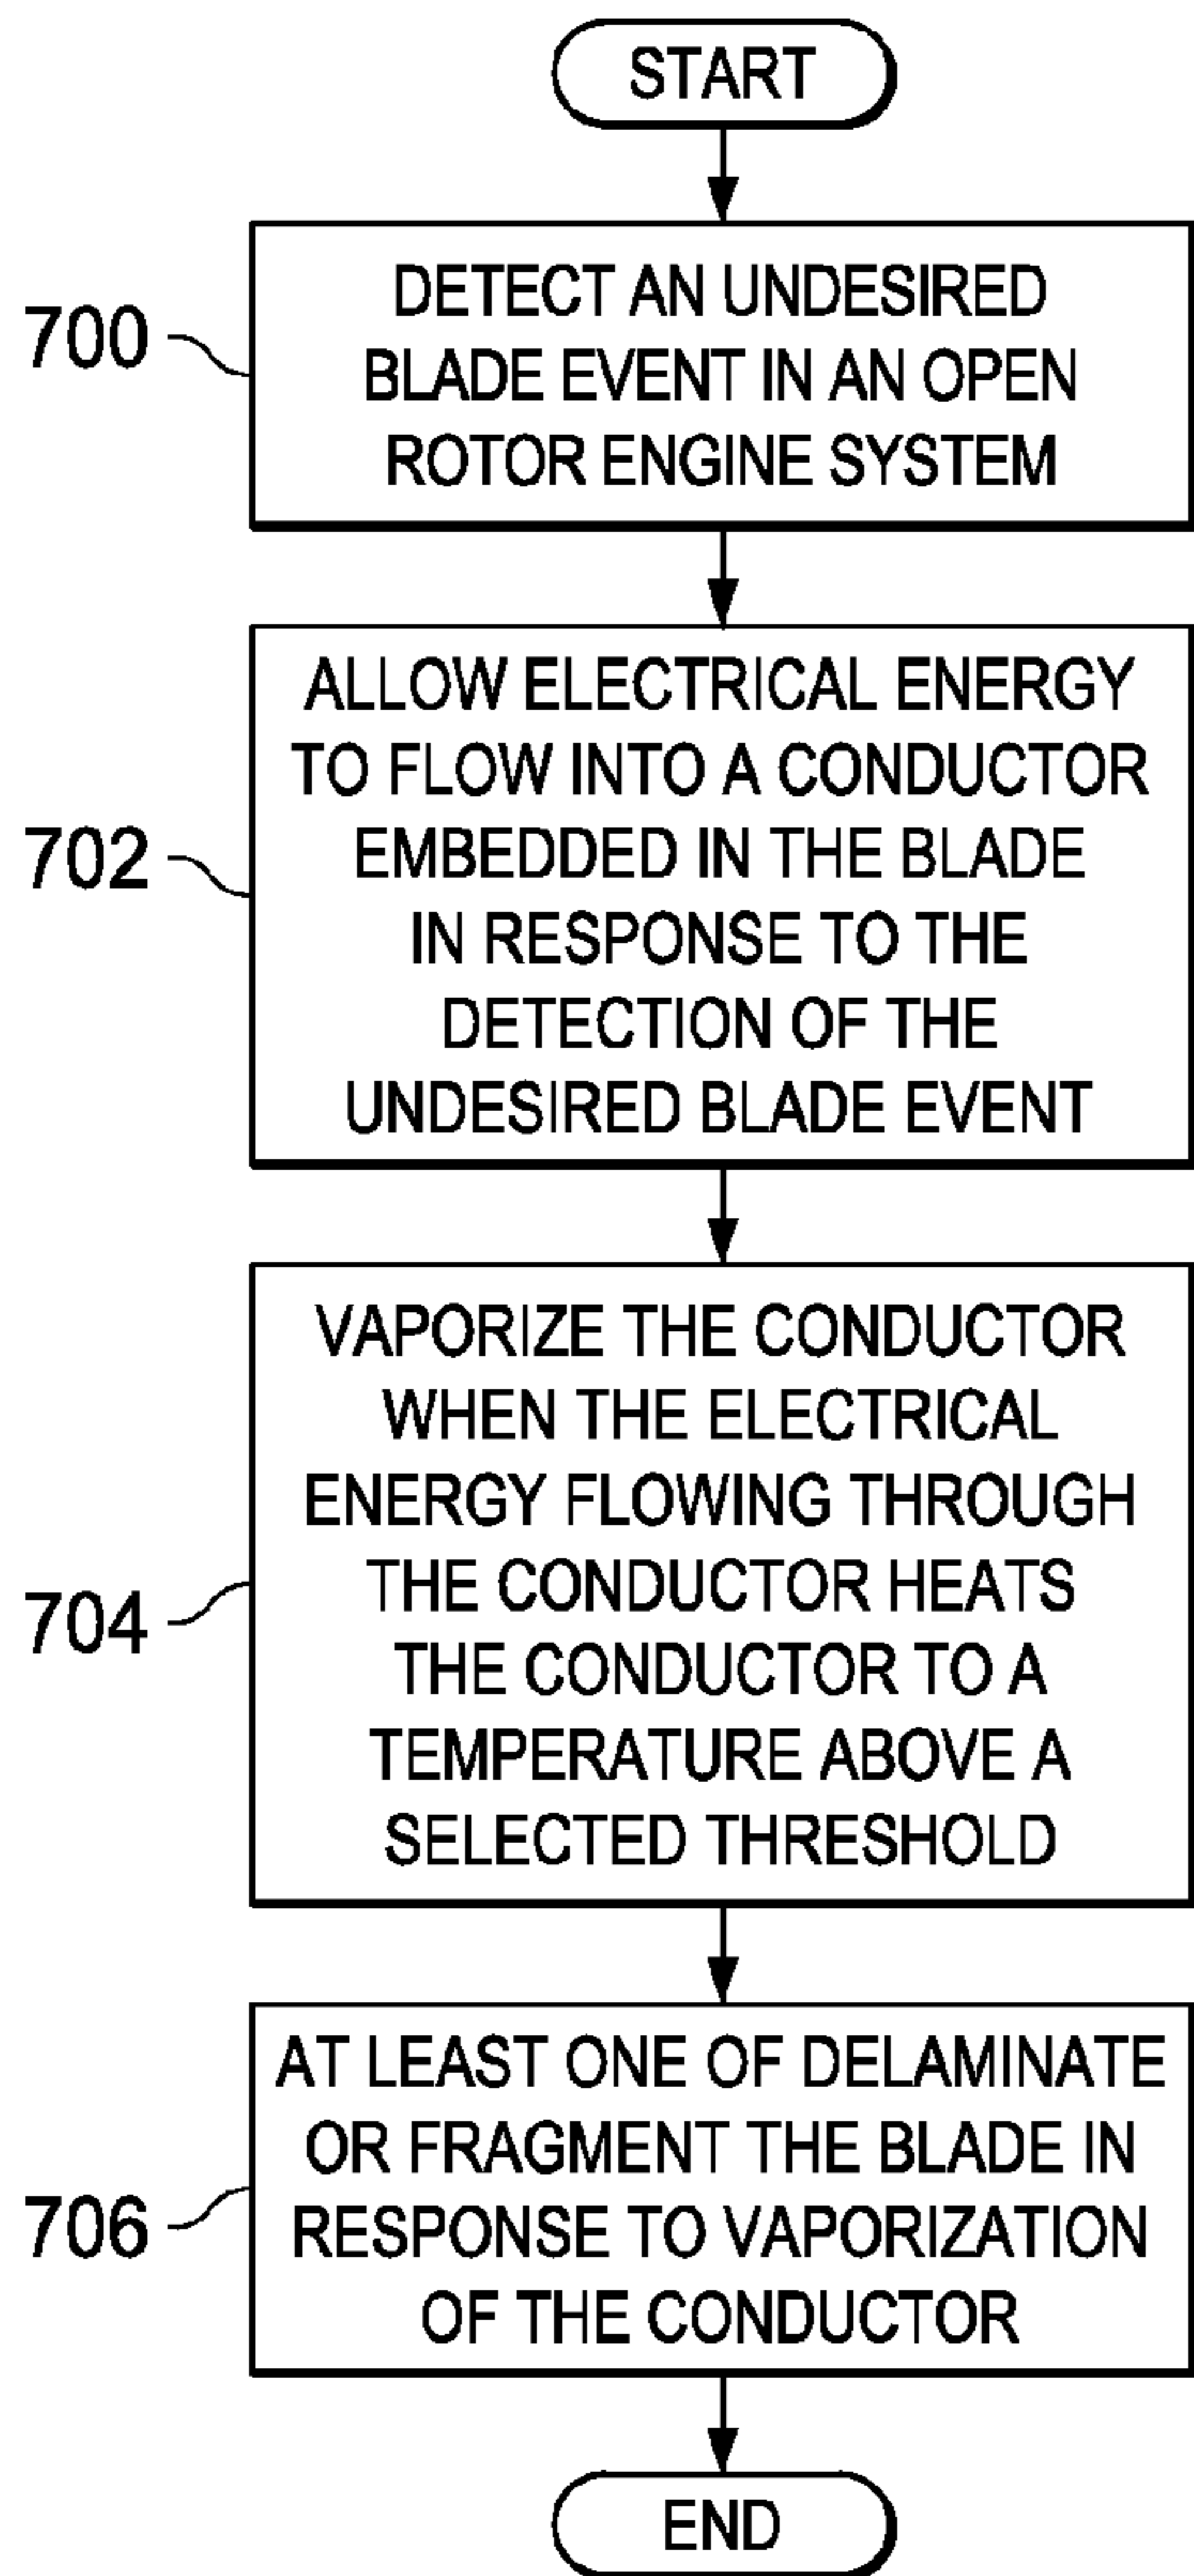 START
700
DETECT AN UNDESIRED
BLADE EVENT IN AN OPEN
ROTOR ENGINE SYSTEM
702
ALLOW ELECTRICAL ENERGY
TO FLOW INTO A CONDUCTOR
EMBEDDED IN THE BLADE
IN RESPONSE TO THE
DETECTION OF THE
UNDESIRED BLADE EVENT
704
VAPORIZE THE CONDUCTOR
WHEN THE ELECTRICAL
ENERGY FLOWING THROUGH
THE CONDUCTOR HEATS
THE CONDUCTOR TO A
TEMPERATURE ABOVE A
SELECTED THRESHOLD
706
AT LEAST ONE OF DELAMINATE
OR FRAGMENT THE BLADE IN
RESPONSE TO VAPORIZATION
OF THE CONDUCTOR
END